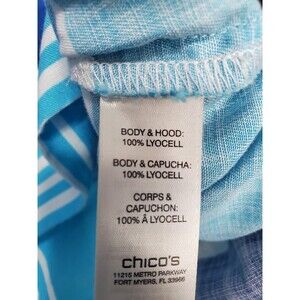 BODY & HOOD:
100% LYOCELL
BODY & CAPUCHA:
100% LYOCELL
CORPS &
CAPUCHON:
100% Â LYOCELL
chico's
11215 METRO PARKWAY
FORT MYERS, FL 33966